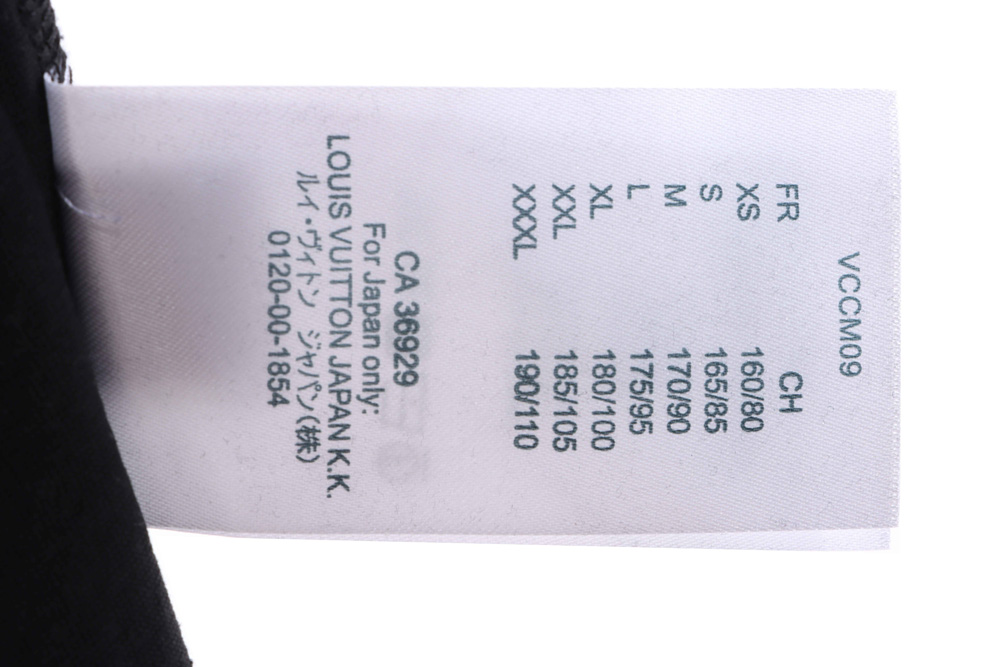 VCCM09
FR CH
XS 160/80
S 165/85
M 170/90
L 175/95
XL 180/100
XXL 185/105
XXXL 190/110
CA 36929
For Japan only:
LOUIS VUITTON JAPAN K.K.
ルイ・ヴィトン ジャパン(株)
0120-00-1854